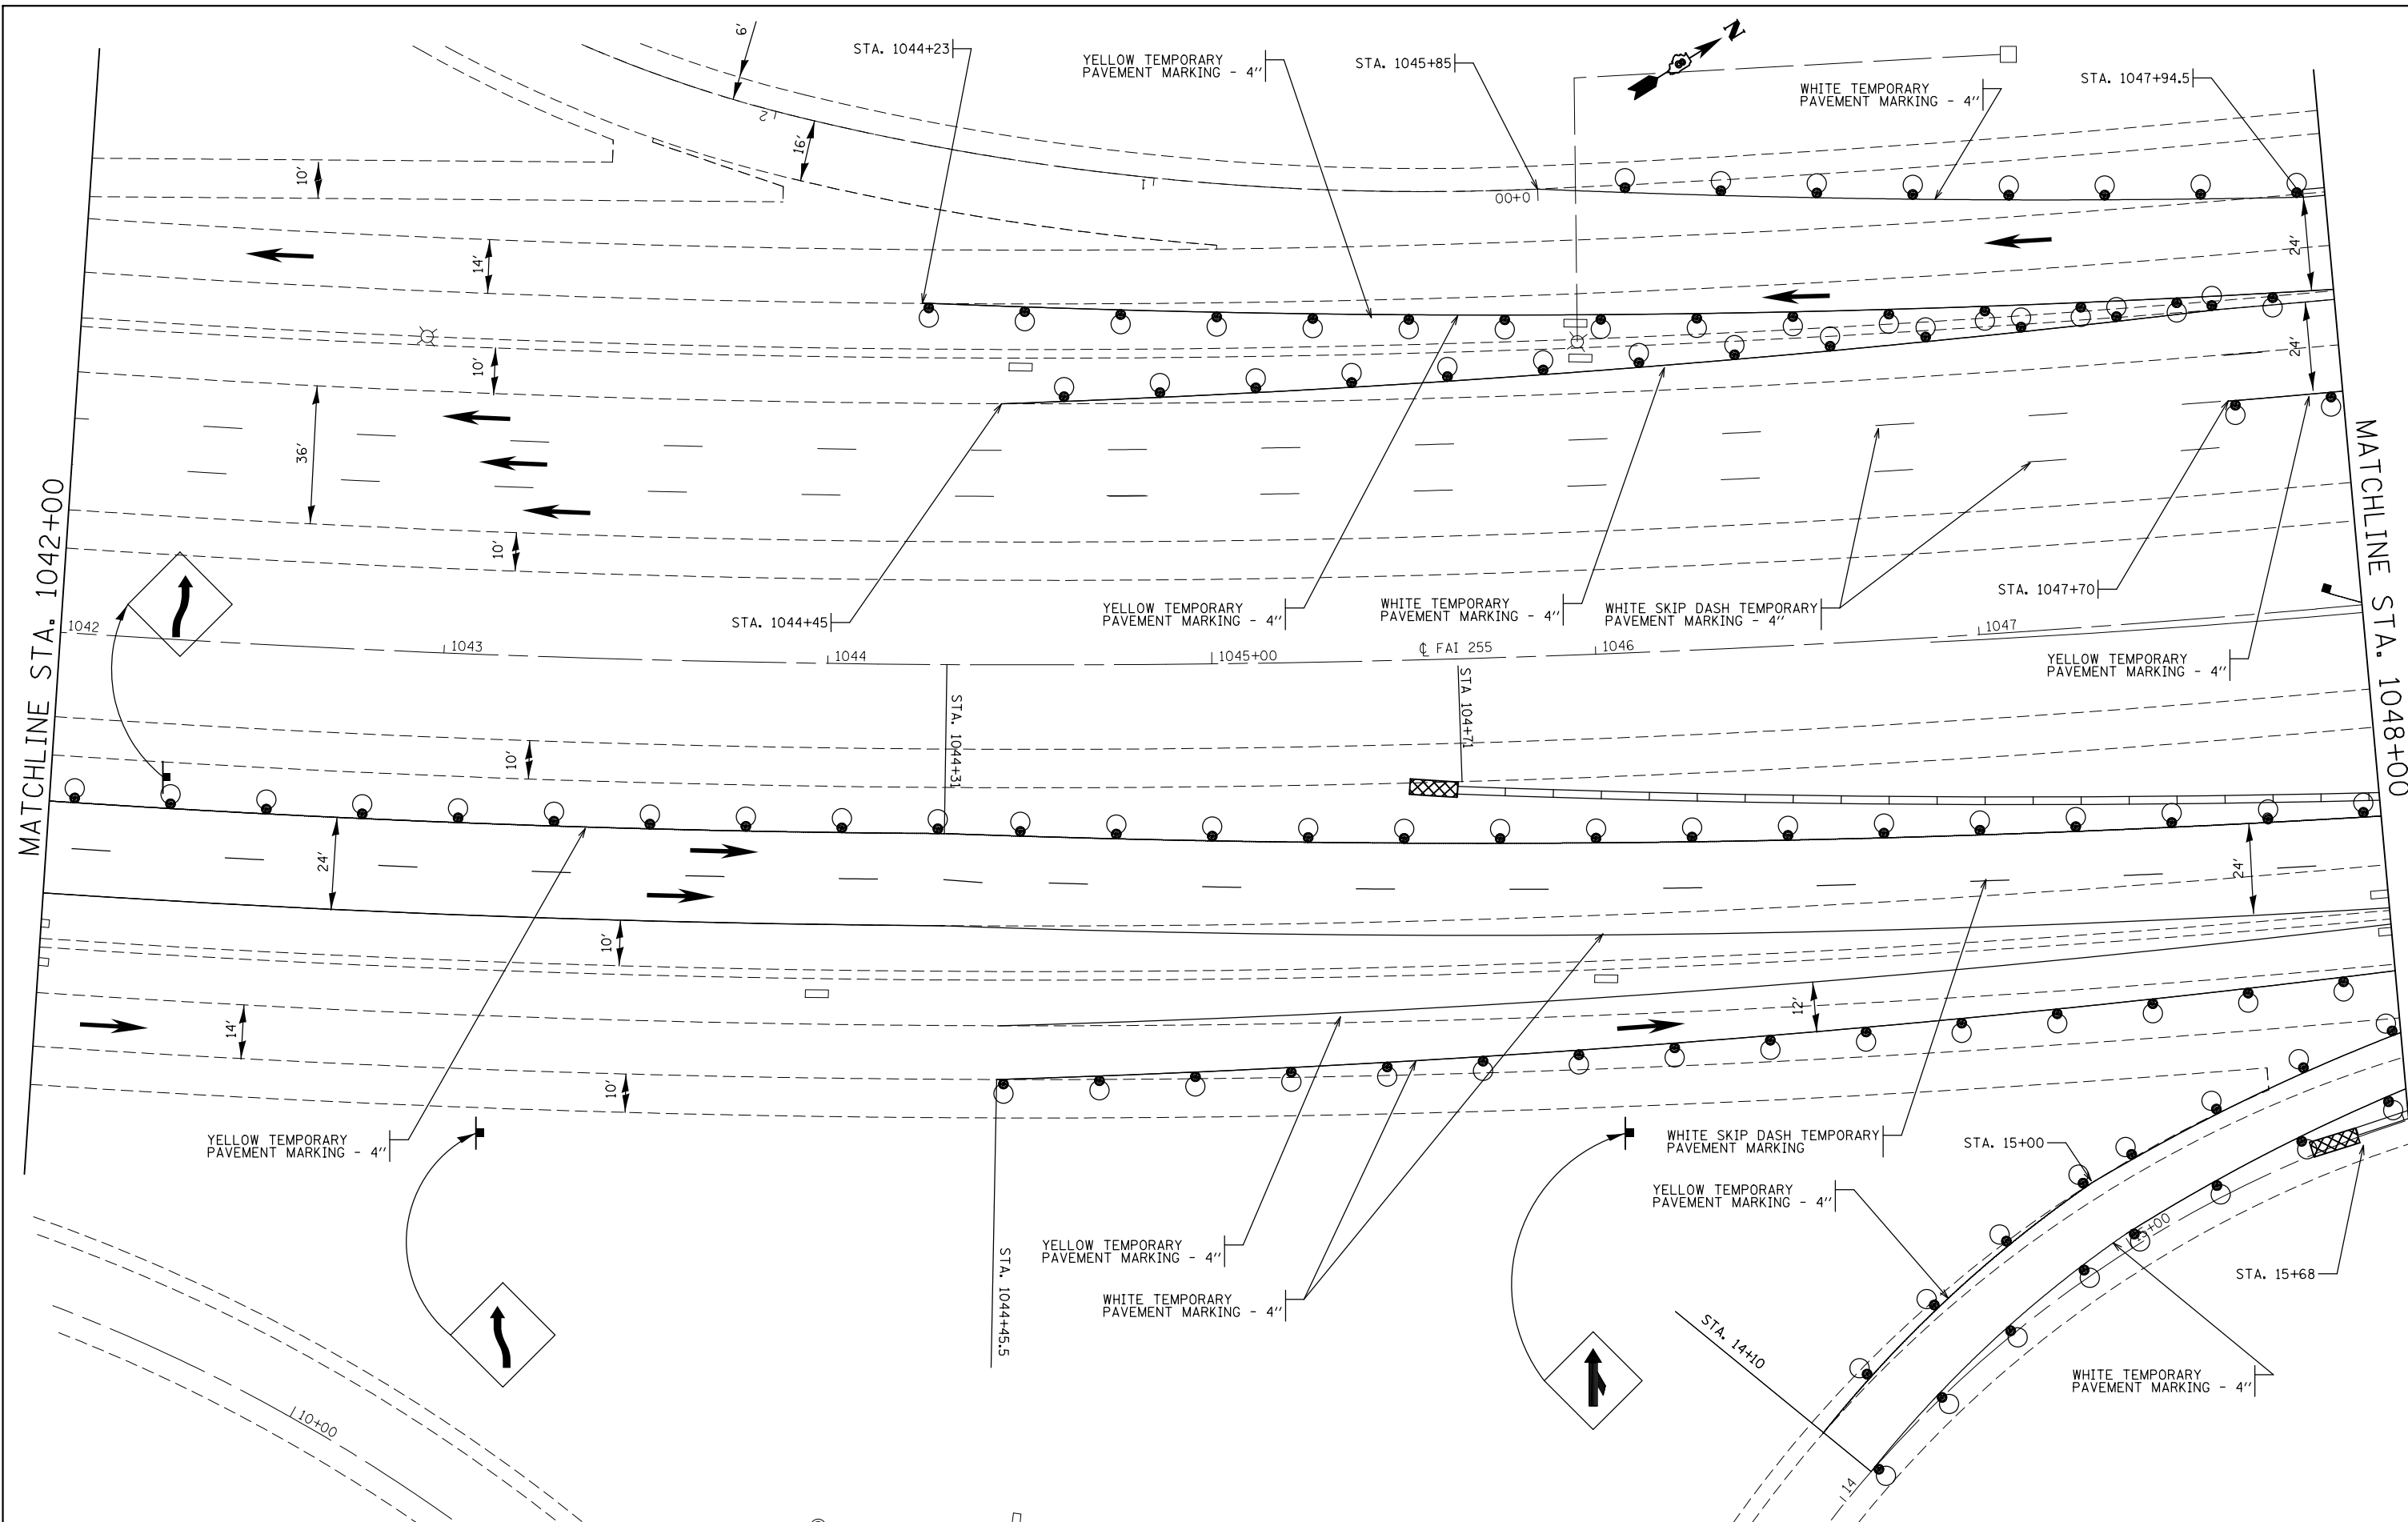 6'
STA. 1044+23
YELLOW TEMPORARY
PAVEMENT MARKING - 4"
STA. 1045+85
N
WHITE TEMPORARY
PAVEMENT MARKING - 4"
STA. 1047+94.5
2
16'
10'
1
0+00
14'
24'
10'
24'
36'
10'
MATCHLINE STA. 1042+00
MATCHLINE STA. 1048+00
STA. 1044+45
YELLOW TEMPORARY
PAVEMENT MARKING - 4"
WHITE TEMPORARY
PAVEMENT MARKING - 4"
WHITE SKIP DASH TEMPORARY
PAVEMENT MARKING - 4"
STA. 1047+70
YELLOW TEMPORARY
PAVEMENT MARKING - 4"
1042
1043
1044
1045+00
℄ FAI 255
1046
1047
STA. 1044+31
STA 104+71
10'
24'
24'
10'
12'
14'
10'
YELLOW TEMPORARY
PAVEMENT MARKING - 4"
WHITE SKIP DASH TEMPORARY
PAVEMENT MARKING
STA. 15+00
YELLOW TEMPORARY
PAVEMENT MARKING - 4"
15+00
YELLOW TEMPORARY
PAVEMENT MARKING - 4"
STA. 15+68
WHITE TEMPORARY
PAVEMENT MARKING - 4"
STA. 1044+45.5
STA. 14+10
WHITE TEMPORARY
PAVEMENT MARKING - 4"
10+00
14